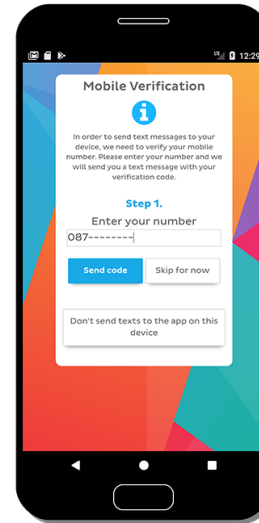 12:29
Mobile Verification
In order to send text messages to your
device, we need to verify your mobile
number. Please enter your number and we
will send you a text message with your
verification code.
Step 1.
Enter your number
087--------
Send code
Skip for now
Don't send texts to the app on this
device